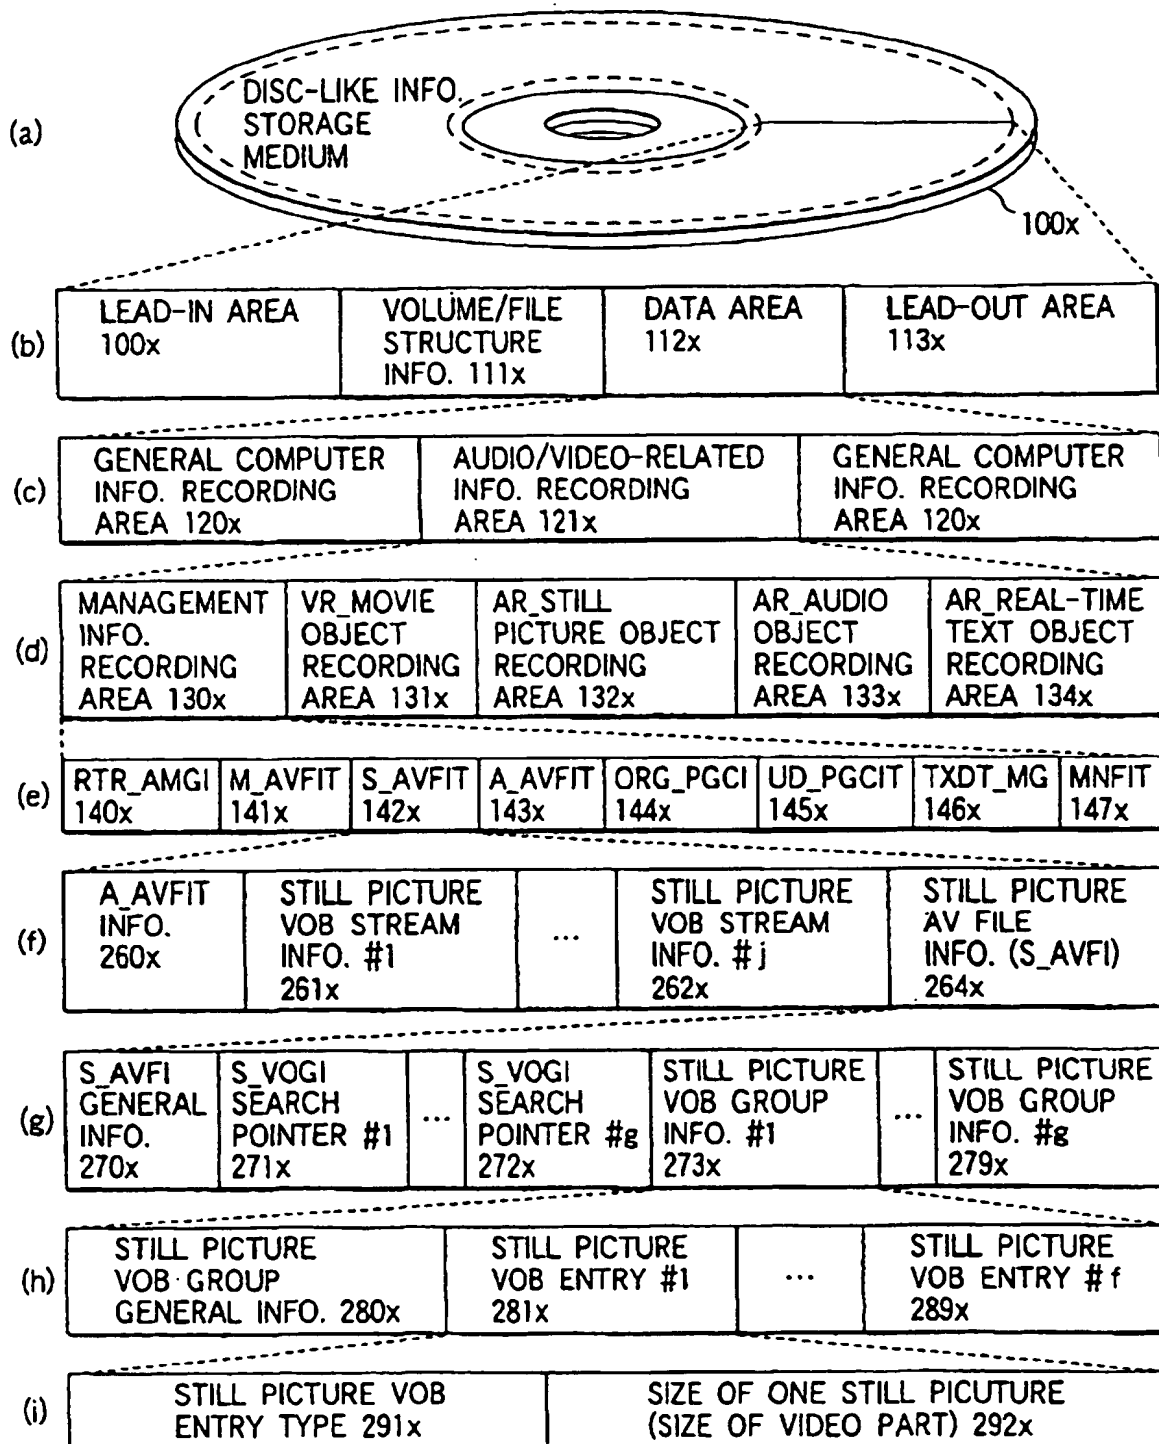 (a)
DISC-LIKE INFO.
STORAGE
MEDIUM
100x
(b)
LEAD-IN AREA
100x
VOLUME/FILE
STRUCTURE
INFO. 111x
DATA AREA
112x
LEAD-OUT AREA
113x
(c)
GENERAL COMPUTER
INFO. RECORDING
AREA 120x
AUDIO/VIDEO-RELATED
INFO. RECORDING
AREA 121x
GENERAL COMPUTER
INFO. RECORDING
AREA 120x
(d)
MANAGEMENT
INFO.
RECORDING
AREA 130x
VR_MOVIE
OBJECT
RECORDING
AREA 131x
AR_STILL
PICTURE OBJECT
RECORDING
AREA 132x
AR_AUDIO
OBJECT
RECORDING
AREA 133x
AR_REAL-TIME
TEXT OBJECT
RECORDING
AREA 134x
(e)
RTR_AMGI
140x
M_AVFIT
141x
S_AVFIT
142x
A_AVFIT
143x
ORG_PGCI
144x
UD_PGCIT
145x
TXDT_MG
146x
MNFIT
147x
(f)
A_AVFIT
INFO.
260x
STILL PICTURE
VOB STREAM
INFO. #1
261x
...
STILL PICTURE
VOB STREAM
INFO. #j
262x
STILL PICTURE
AV FILE
INFO. (S_AVFI)
264x
(g)
S_AVFI
GENERAL
INFO.
270x
S_VOGI
SEARCH
POINTER #1
271x
...
S_VOGI
SEARCH
POINTER #g
272x
STILL PICTURE
VOB GROUP
INFO. #1
273x
...
STILL PICTURE
VOB GROUP
INFO. #g
279x
(h)
STILL PICTURE
VOB GROUP
GENERAL INFO. 280x
STILL PICTURE
VOB ENTRY #1
281x
...
STILL PICTURE
VOB ENTRY #f
289x
(i)
STILL PICTURE VOB
ENTRY TYPE 291x
SIZE OF ONE STILL PICUTURE
(SIZE OF VIDEO PART) 292x